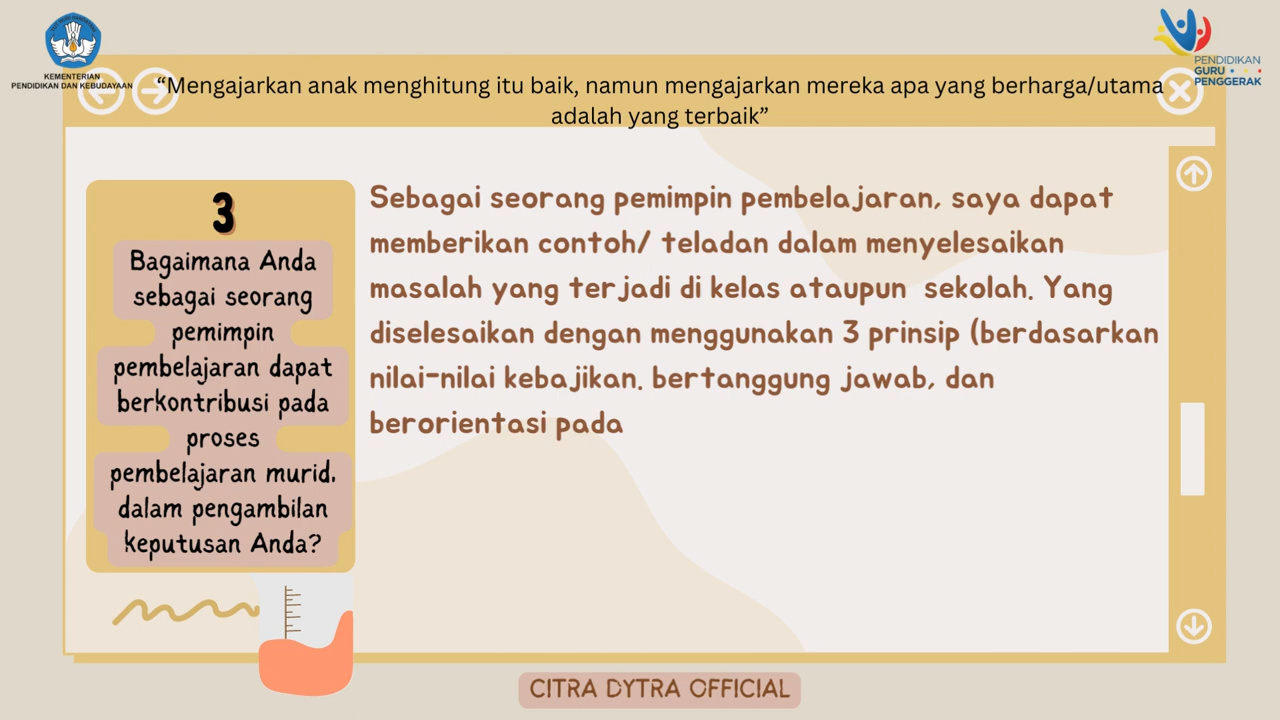 KEMENTERIAN
PENDIDIKAN DAN KEBUDAYAAN
PENDIDIKAN
GURU
PENGGERAK
“Mengajarkan anak menghitung itu baik, namun mengajarkan mereka apa yang berharga/utama
adalah yang terbaik”
3
Bagaimana Anda
sebagai seorang
pemimpin
pembelajaran dapat
berkontribusi pada
proses
pembelajaran murid,
dalam pengambilan
keputusan Anda?
Sebagai seorang pemimpin pembelajaran, saya dapat
memberikan contoh/ teladan dalam menyelesaikan
masalah yang terjadi di kelas ataupun sekolah. Yang
diselesaikan dengan menggunakan 3 prinsip (berdasarkan
nilai-nilai kebajikan. bertanggung jawab, dan
berorientasi pada
CITRA DYTRA OFFICIAL